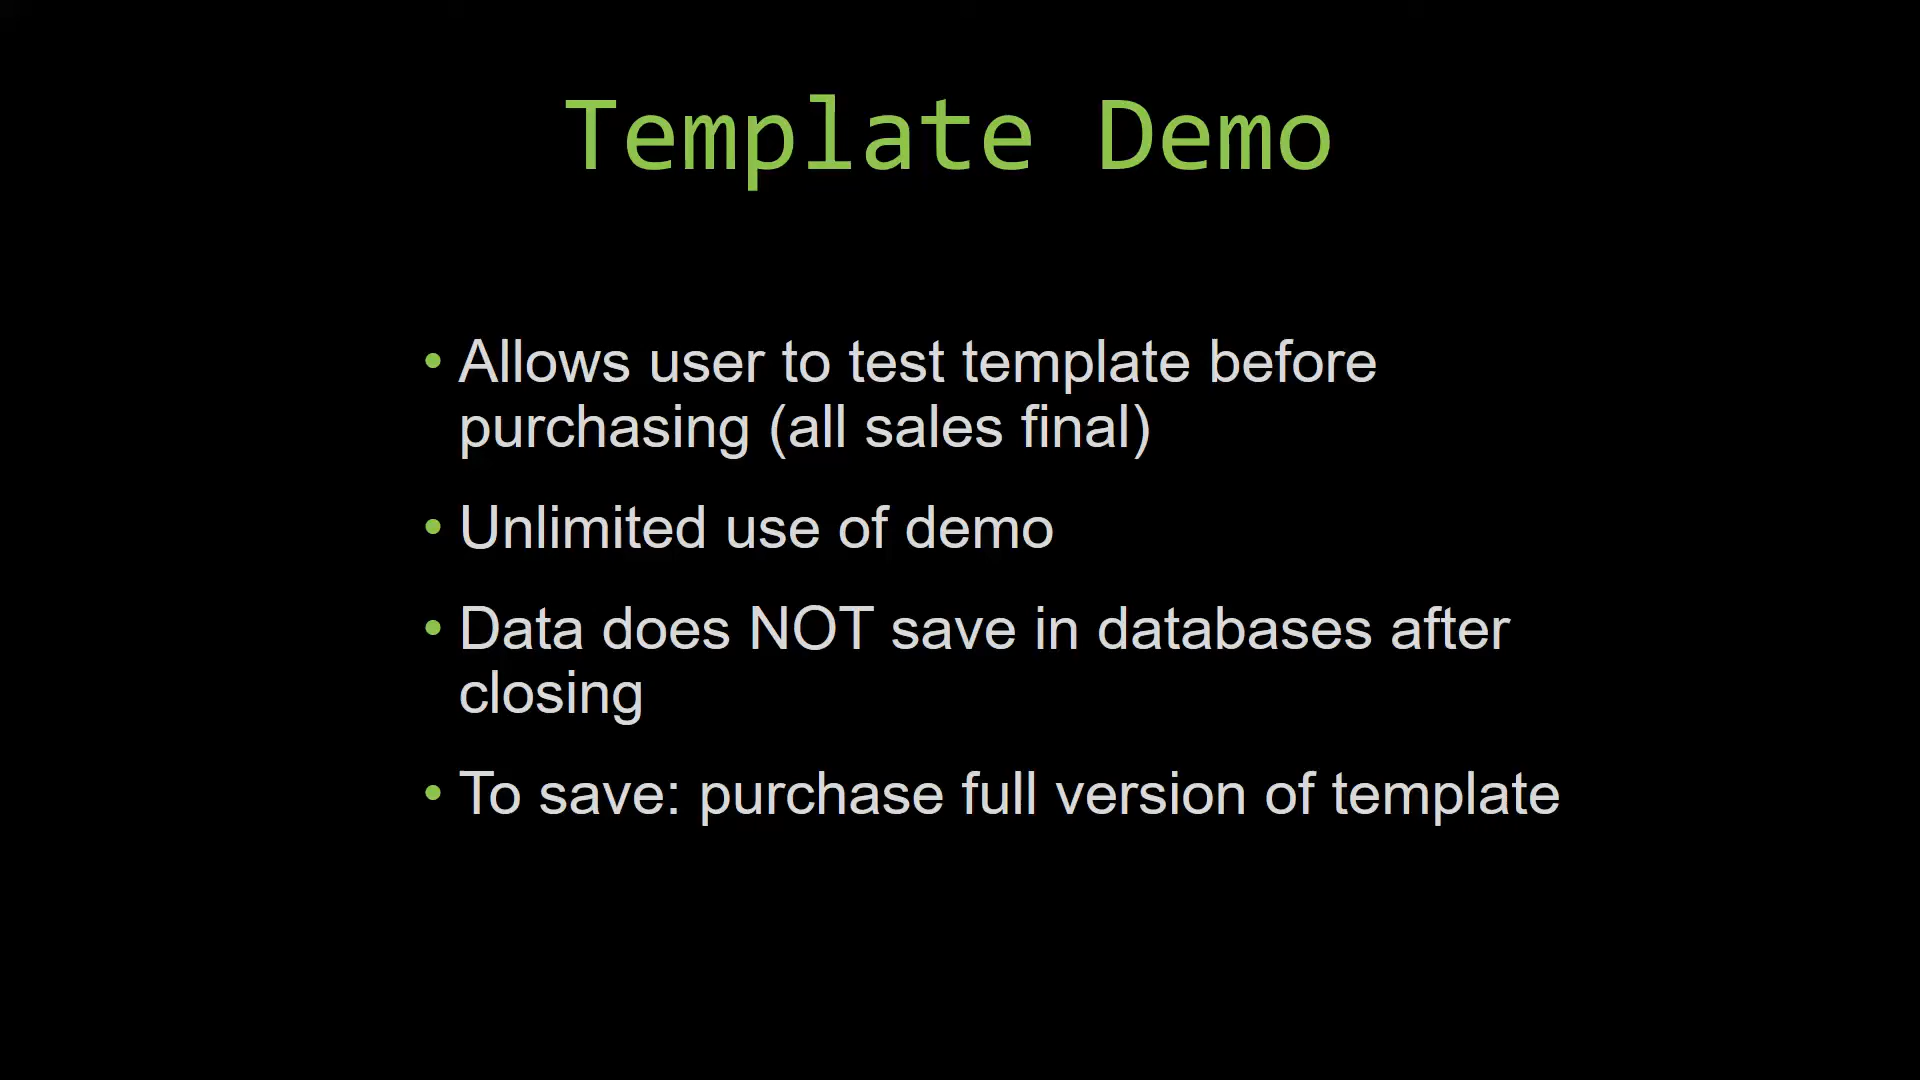 Template Demo
• Allows user to test template before
purchasing (all sales final)
• Unlimited use of demo
• Data does NOT save in databases after
closing
• To save: purchase full version of template